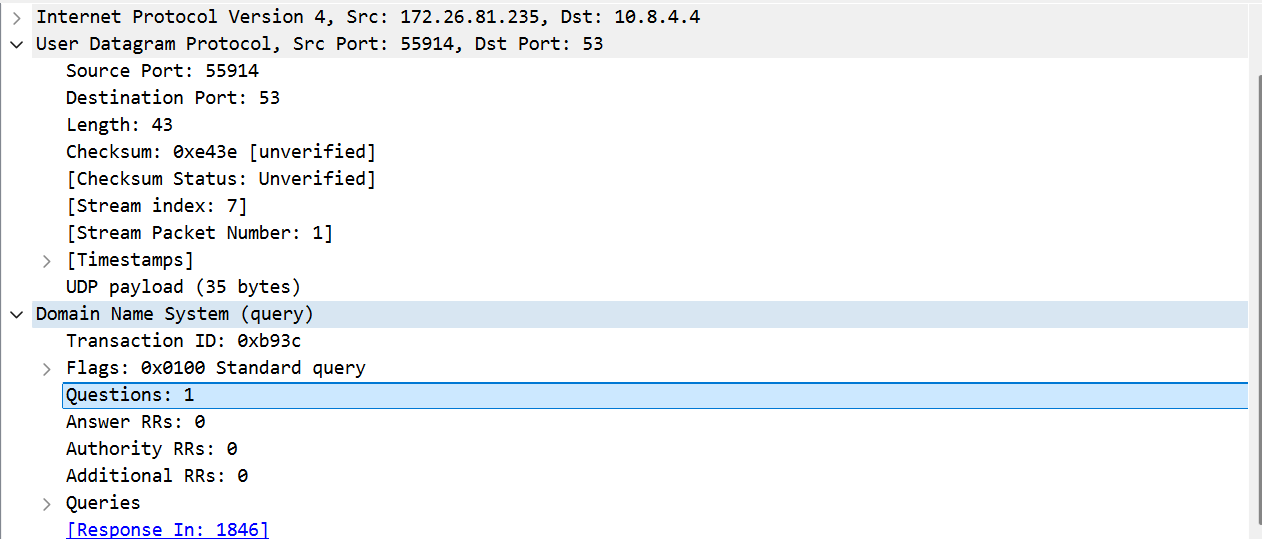 Internet Protocol Version 4, Src: 172.26.81.235, Dst: 10.8.4.4
User Datagram Protocol, Src Port: 55914, Dst Port: 53
Source Port: 55914
Destination Port: 53
Length: 43
Checksum: 0xe43e [unverified]
[Checksum Status: Unverified]
[Stream index: 7]
[Stream Packet Number: 1]
[Timestamps]
UDP payload (35 bytes)
Domain Name System (query)
Transaction ID: 0xb93c
Flags: 0x0100 Standard query
Questions: 1
Answer RRs: 0
Authority RRs: 0
Additional RRs: 0
Queries
[Response In: 1846]